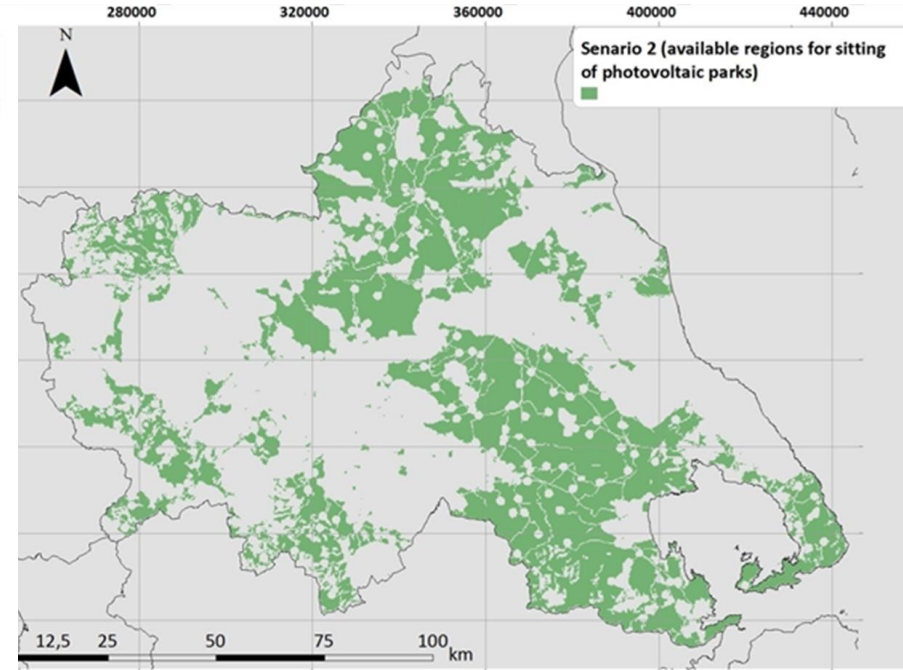 280000 320000 360000 400000 440000
N
Senario 2 (available regions for sitting
of photovoltaic parks)
12,5 25 50 75 100
km